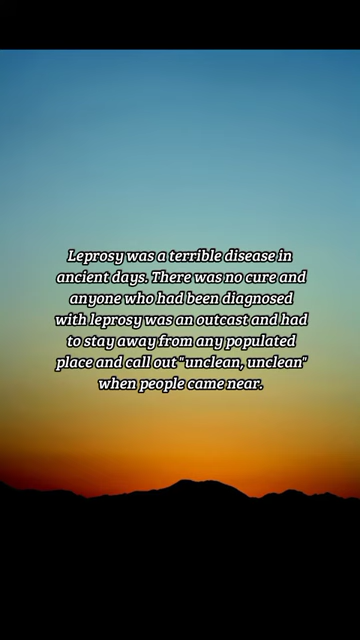 Leprosy was a terrible disease in
ancient days. There was no cure and
anyone who had been diagnosed
with leprosy was an outcast and had
to stay away from any populated
place and call out "unclean, unclean"
when people came near.